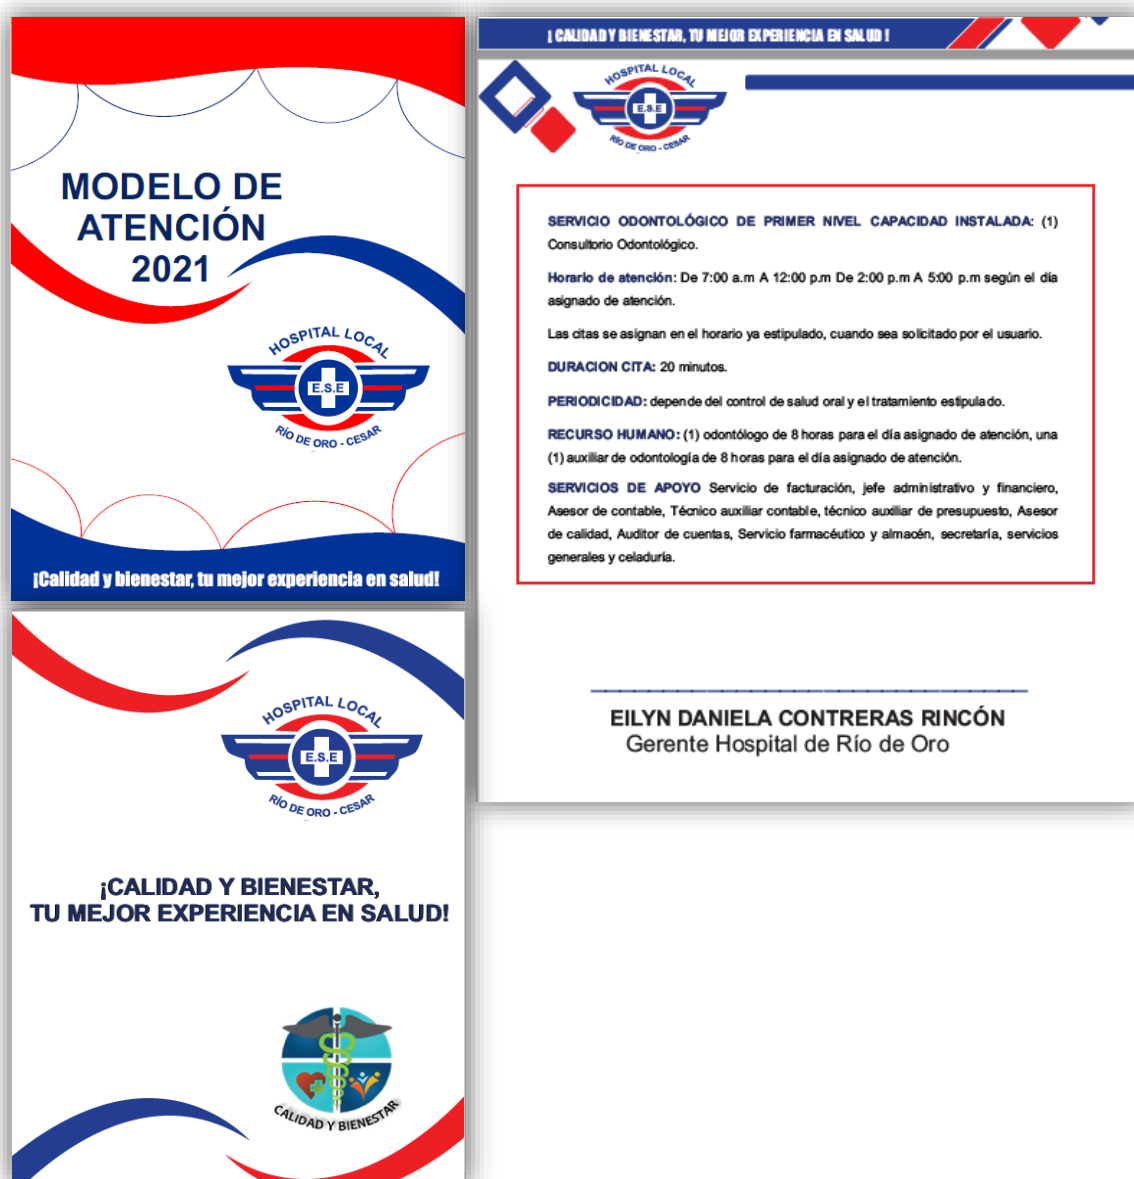 MODELO DE
ATENCIÓN
2021
HOSPITAL LOCAL
E.S.E
RÍO DE ORO - CESAR
¡Calidad y bienestar, tu mejor experiencia en salud!
HOSPITAL LOCAL
E.S.E
RÍO DE ORO - CESAR
¡CALIDAD Y BIENESTAR,
TU MEJOR EXPERIENCIA EN SALUD!
CALIDAD Y BIENESTAR
¡ CALIDAD Y BIENESTAR, TU MEJOR EXPERIENCIA EN SALUD !
HOSPITAL LOCAL
E.S.E
RÍO DE ORO - CESAR
SERVICIO ODONTOLÓGICO DE PRIMER NIVEL CAPACIDAD INSTALADA: (1)
Consultorio Odontológico.
Horario de atención: De 7:00 a.m A 12:00 p.m De 2:00 p.m A 5:00 p.m según el día
asignado de atención.
Las citas se asignan en el horario ya estipulado, cuando sea solicitado por el usuario.
DURACION CITA: 20 minutos.
PERIODICIDAD: depende del control de salud oral y el tratamiento estipulado.
RECURSO HUMANO: (1) odontólogo de 8 horas para el día asignado de atención, una
(1) auxiliar de odontología de 8 horas para el día asignado de atención.
SERVICIOS DE APOYO Servicio de facturación, jefe administrativo y financiero,
Asesor de contable, Técnico auxiliar contable, técnico auxiliar de presupuesto, Asesor
de calidad, Auditor de cuentas, Servicio farmacéutico y almacén, secretaría, servicios
generales y celaduría.
EILYN DANIELA CONTRERAS RINCÓN
Gerente Hospital de Río de Oro